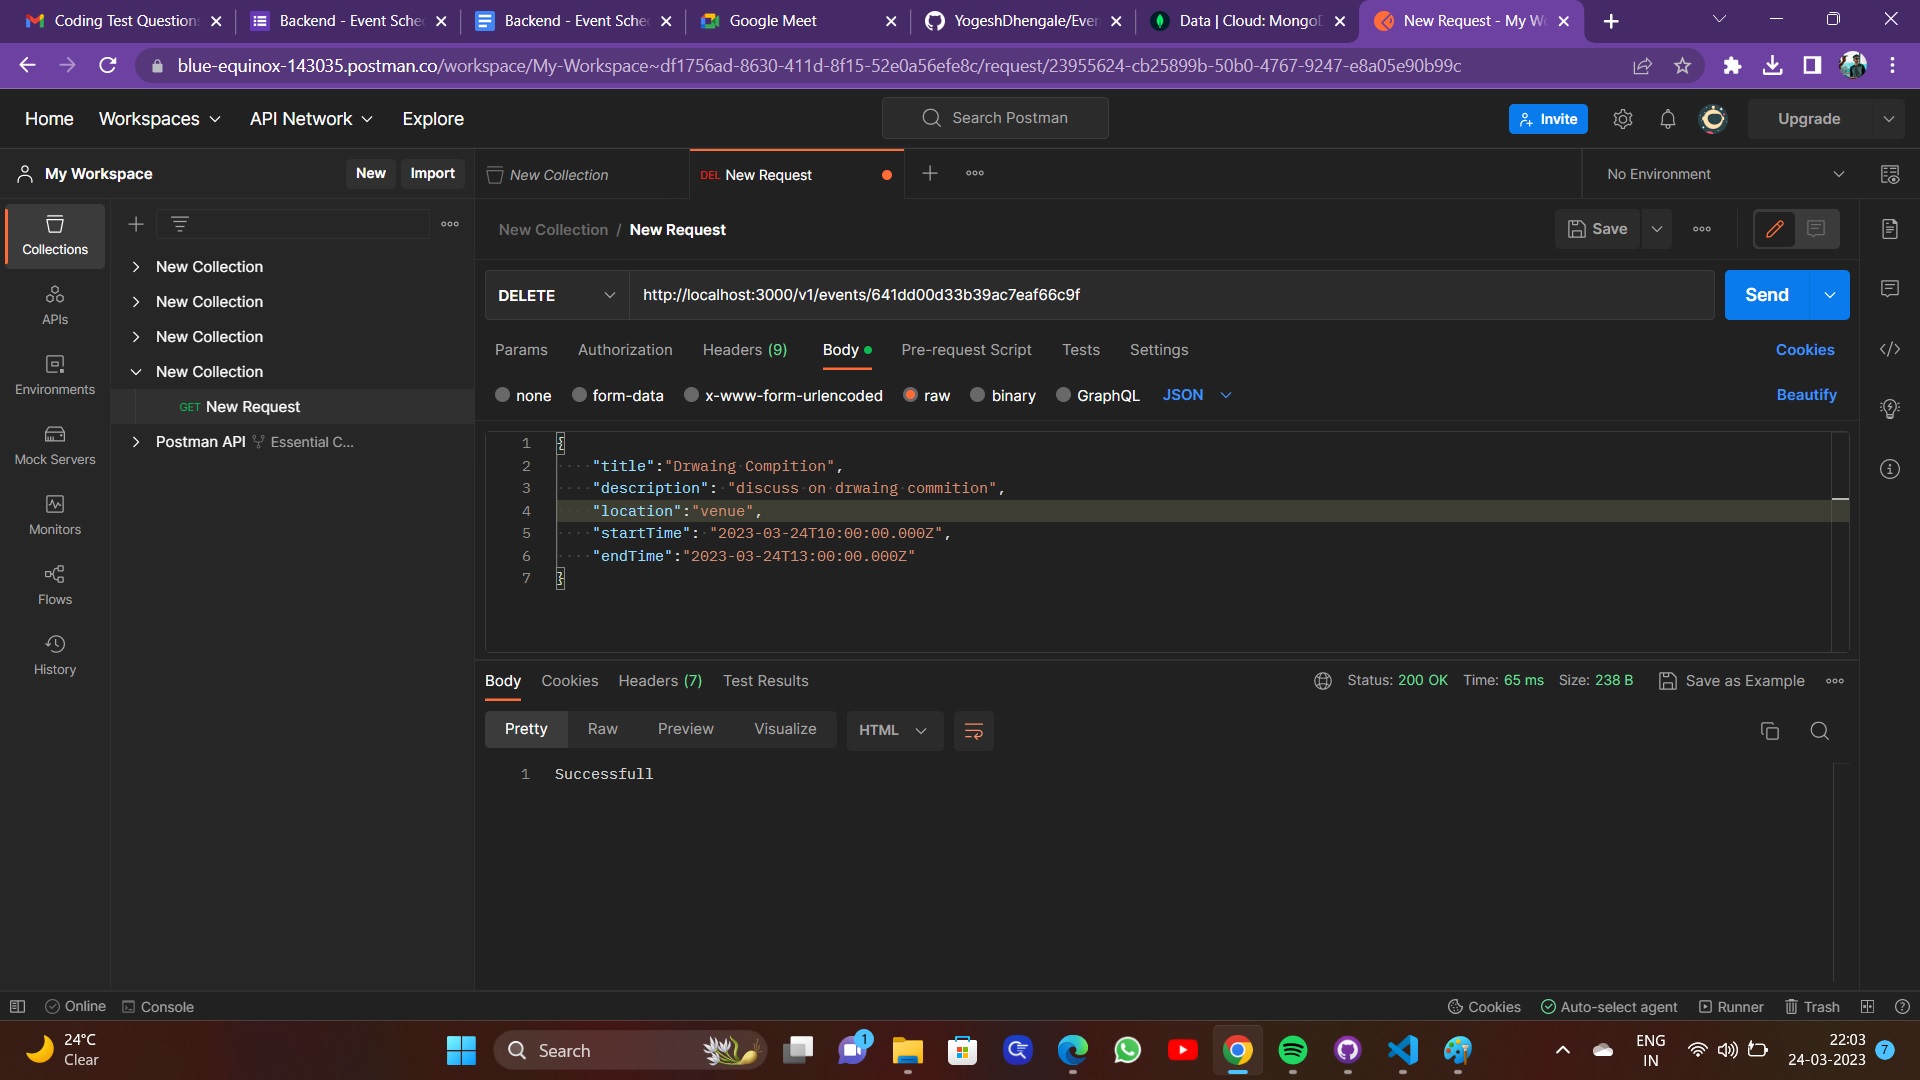 Coding Test Question
Backend - Event Sche
Backend - Event Sche
Google Meet
YogeshDhengale/Even
Data | Cloud: MongoD
New Request - My Wo
blue-equinox-143035.postman.co/workspace/My-Workspace~df1756ad-8630-411d-8f15-52e0a56efe8c/request/23955624-cb25899b-50b0-4767-9247-e8a05e90b99c
Home
Workspaces
API Network
Explore
Search Postman
Invite
Upgrade
My Workspace
New
Import
New Collection
DEL New Request
No Environment
Collections
APIs
Environments
Mock Servers
Monitors
Flows
History
New Collection
New Collection
New Collection
New Collection
GET New Request
Postman API Essential C...
New Collection / New Request
Save
DELETE
http://localhost:3000/v1/events/641dd00d33b39ac7eaf66c9f
Send
Params
Authorization
Headers (9)
Body
Pre-request Script
Tests
Settings
Cookies
none
form-data
x-www-form-urlencoded
raw
binary
GraphQL
JSON
Beautify
1 {
2 ····"title":"Drwaing·Compition",
3 ····"description":·"discuss·on·drwaing·commition",
4 ····"location":"venue",
5 ····"startTime":·"2023-03-24T10:00:00.000Z",
6 ····"endTime":"2023-03-24T13:00:00.000Z"
7 }
Body
Cookies
Headers (7)
Test Results
Status: 200 OK
Time: 65 ms
Size: 238 B
Save as Example
Pretty
Raw
Preview
Visualize
HTML
1 Successfull
Online
Console
Cookies
Auto-select agent
Runner
Trash
24°C
Clear
Search
1
ENG
IN
22:03
24-03-2023
7